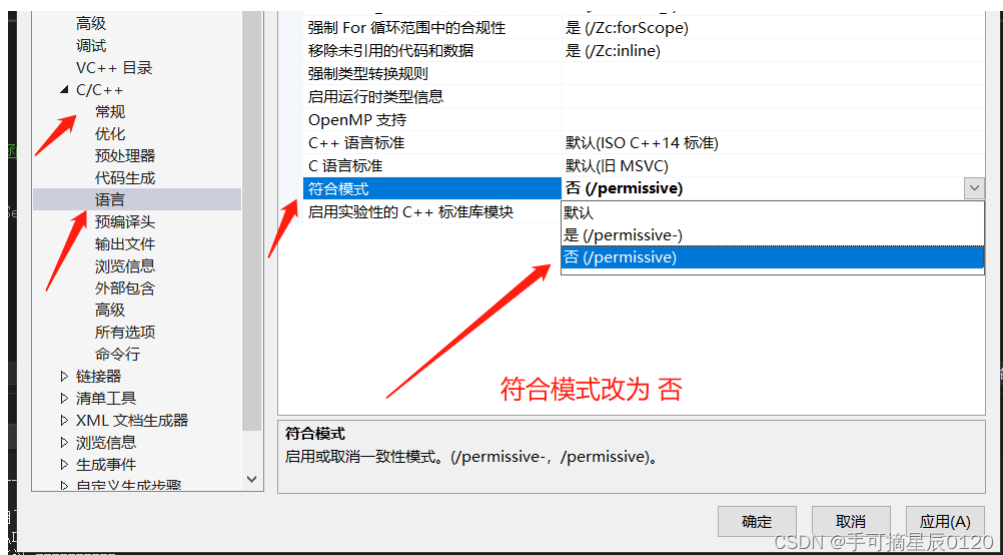 高级
调试
VC++ 目录
C/C++
常规
优化
预处理器
代码生成
语言
预编译头
输出文件
浏览信息
外部包含
高级
所有选项
命令行
链接器
清单工具
XML 文档生成器
浏览信息
生成事件
自定义生成步骤
强制 For 循环范围中的合规性 是 (/Zc:forScope)
移除未引用的代码和数据 是 (/Zc:inline)
强制类型转换规则
启用运行时类型信息
OpenMP 支持
C++ 语言标准 默认(ISO C++14 标准)
C 语言标准 默认(旧 MSVC)
符合模式 否 (/permissive)
启用实验性的 C++ 标准库模块
默认
是 (/permissive-)
否 (/permissive)
符合模式改为 否
符合模式
启用或取消一致性模式。(/permissive-，/permissive)。
确定 取消 应用(A)
CSDN @手可摘星辰0120